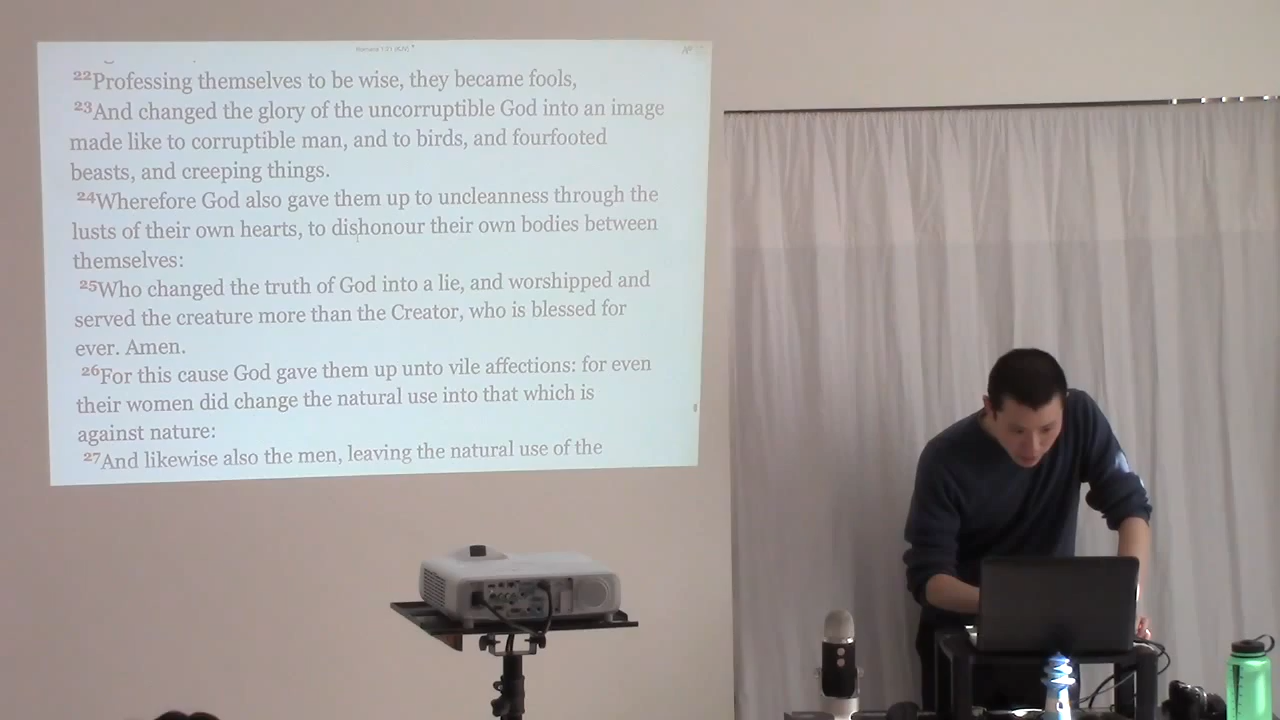 Romans 1:21 (KJV)
22Professing themselves to be wise, they became fools,
23And changed the glory of the uncorruptible God into an image
made like to corruptible man, and to birds, and fourfooted
beasts, and creeping things.
24Wherefore God also gave them up to uncleanness through the
lusts of their own hearts, to dishonour their own bodies between
themselves:
25Who changed the truth of God into a lie, and worshipped and
served the creature more than the Creator, who is blessed for
ever. Amen.
26For this cause God gave them up unto vile affections: for even
their women did change the natural use into that which is
against nature:
27And likewise also the men, leaving the natural use of the